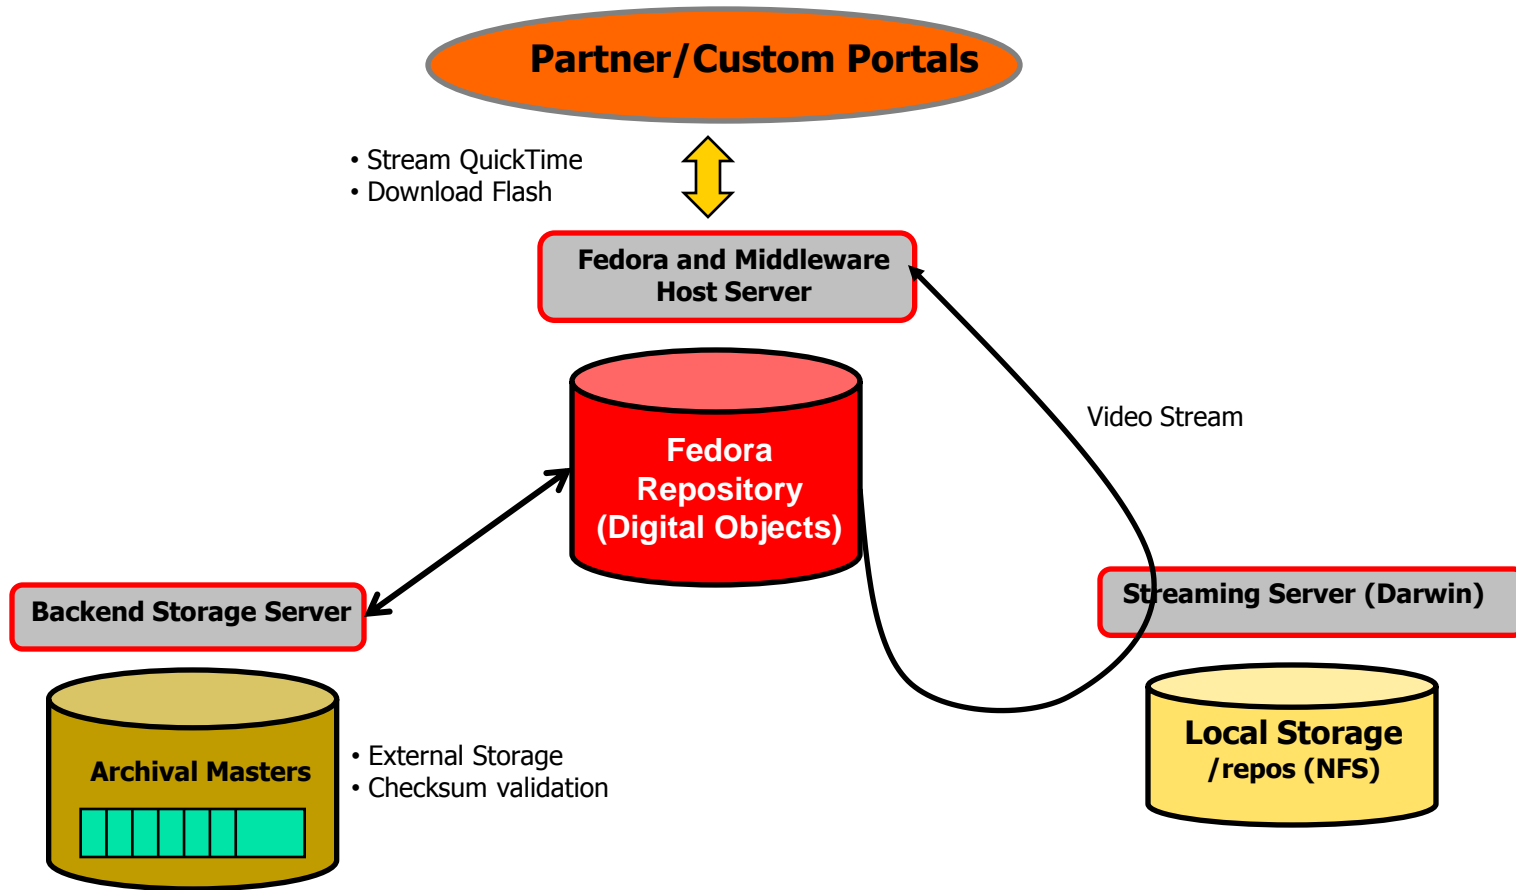 Partner/Custom Portals
• Stream QuickTime
• Download Flash
Fedora and Middleware
Host Server
Video Stream
Fedora
Repository
(Digital Objects)
Backend Storage Server
Streaming Server (Darwin)
Archival Masters
• External Storage
• Checksum validation
Local Storage
/repos (NFS)